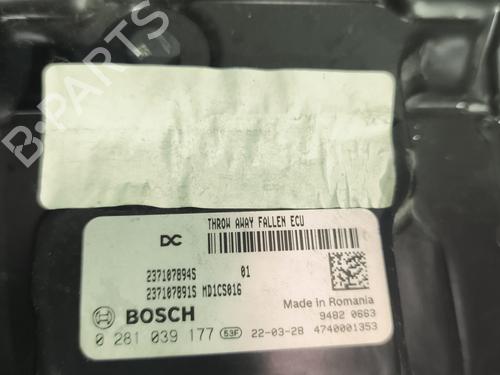 B-PARTS
THROW AWAY FALLEN ECU
DC
237107894S 01
237107891S MD1CS016
Made in Romania
BOSCH
9482 0663
0 281 039 177 53F 22-03-28 4740001353